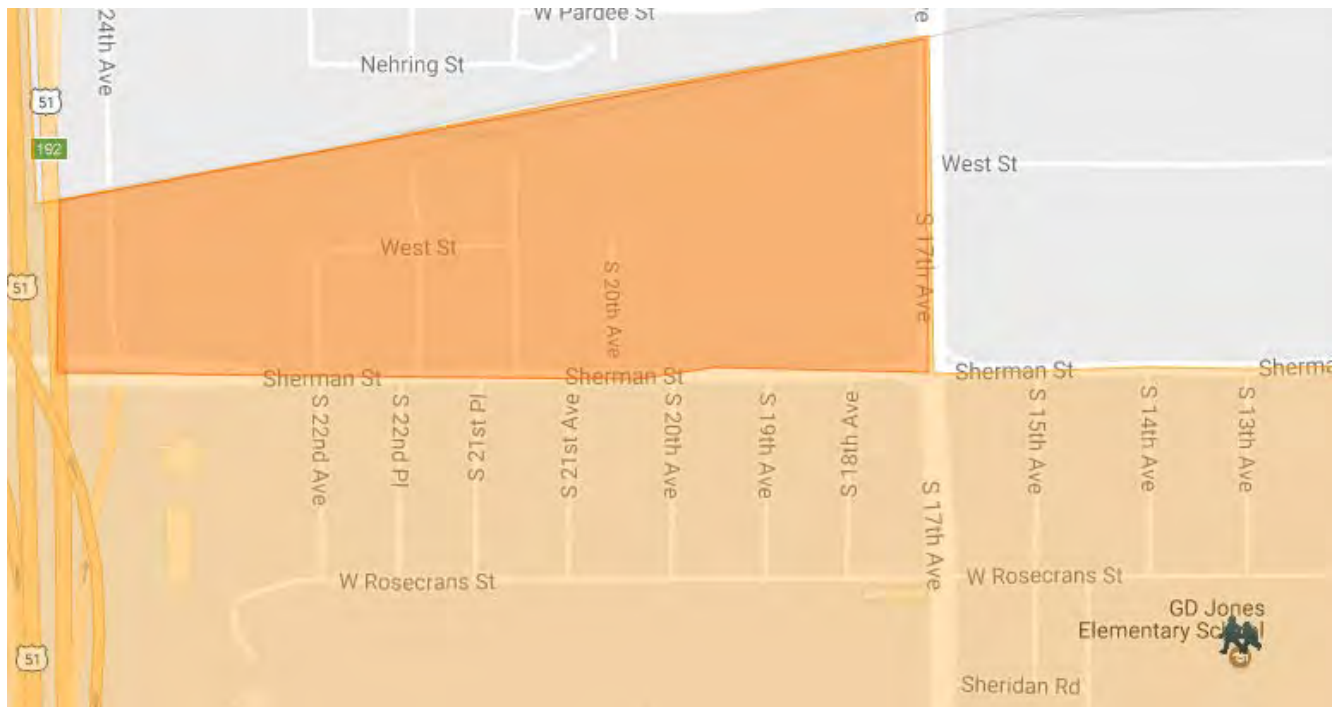 W Pardee St
24th Ave
Nehring St
51
192
West St
West St
S 17th Ave
51
S 20th Ave
Sherman St
Sherman St
Sherman St
S 22nd Ave
S 22nd Pl
S 21st Pl
S 21st Ave
S 20th Ave
S 19th Ave
S 18th Ave
S 17th Ave
S 15th Ave
S 14th Ave
S 13th Ave
W Rosecrans St
W Rosecrans St
GD Jones
Elementary School
51
Sheridan Rd